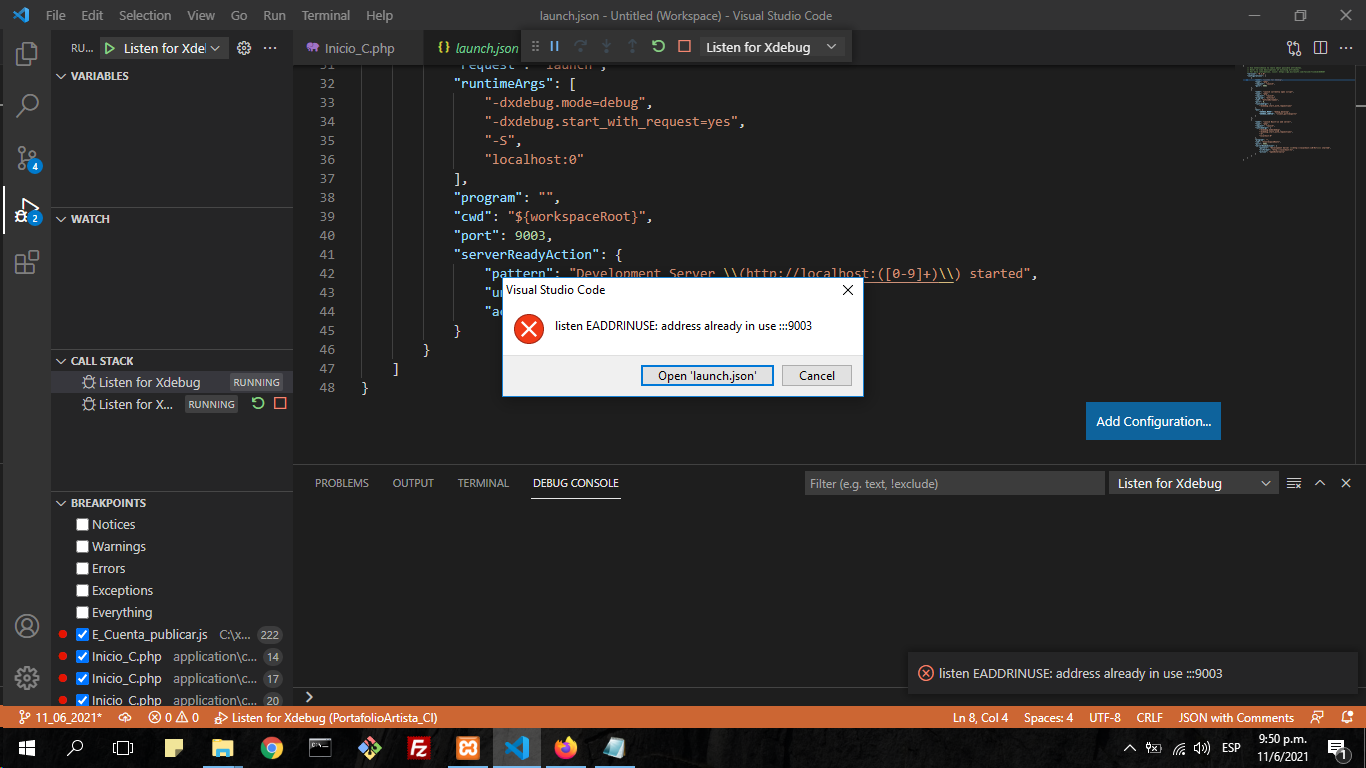 File Edit Selection View Go Run Terminal Help
launch.json - Untitled (Workspace) - Visual Studio Code
RU...
Listen for Xdel
Inicio_C.php
launch.json
Listen for Xdebug
VARIABLES
WATCH
CALL STACK
Listen for Xdebug RUNNING
Listen for X... RUNNING
BREAKPOINTS
Notices
Warnings
Errors
Exceptions
Everything
E_Cuenta_publicar.js C:\x... 222
Inicio_C.php application\c... 14
Inicio_C.php application\c... 17
Inicio_C.php application\c... 20
4
2
31 "request": "launch",
32 "runtimeArgs": [
33 "-dxdebug.mode=debug",
34 "-dxdebug.start_with_request=yes",
35 "-S",
36 "localhost:0"
37 ],
38 "program": "",
39 "cwd": "${workspaceRoot}",
40 "port": 9003,
41 "serverReadyAction": {
42 "pattern": "Development Server \\(http://localhost:([0-9]+)\\) started",
43 "ur
44 "ac
45 }
46 }
47 ]
48 }
Visual Studio Code
listen EADDRINUSE: address already in use :::9003
Open 'launch.json'
Cancel
Add Configuration...
PROBLEMS OUTPUT TERMINAL DEBUG CONSOLE
Filter (e.g. text, !exclude)
Listen for Xdebug
listen EADDRINUSE: address already in use :::9003
11_06_2021* 0 0 Listen for Xdebug (PortafolioArtista_CI)
Ln 8, Col 4 Spaces: 4 UTF-8 CRLF JSON with Comments
ESP
9:50 p.m.
11/6/2021
1